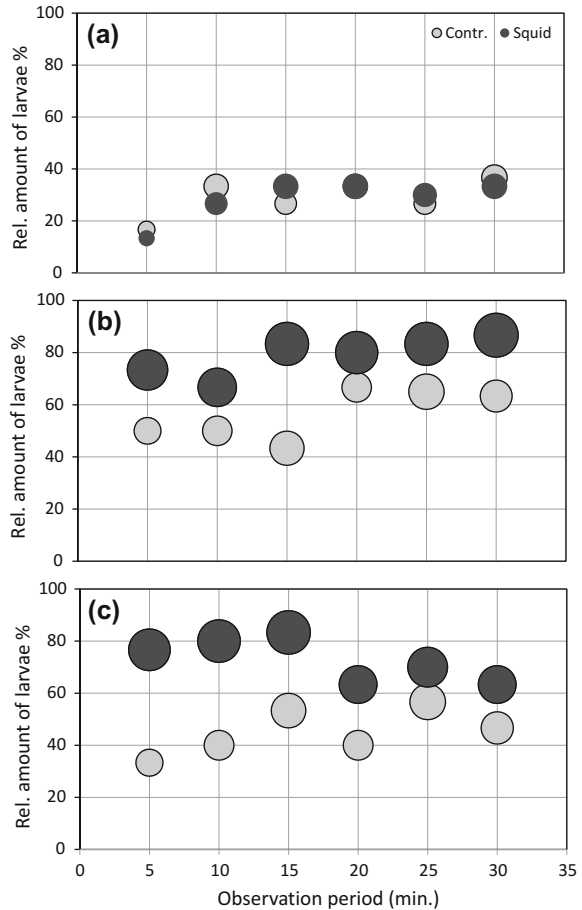 (a)
Contr. Squid
Rel. amount of larvae %
100
80
60
40
20
0
(b)
Rel. amount of larvae %
100
80
60
40
20
0
(c)
Rel. amount of larvae %
100
80
60
40
20
0
0 5 10 15 20 25 30 35
Observation period (min.)